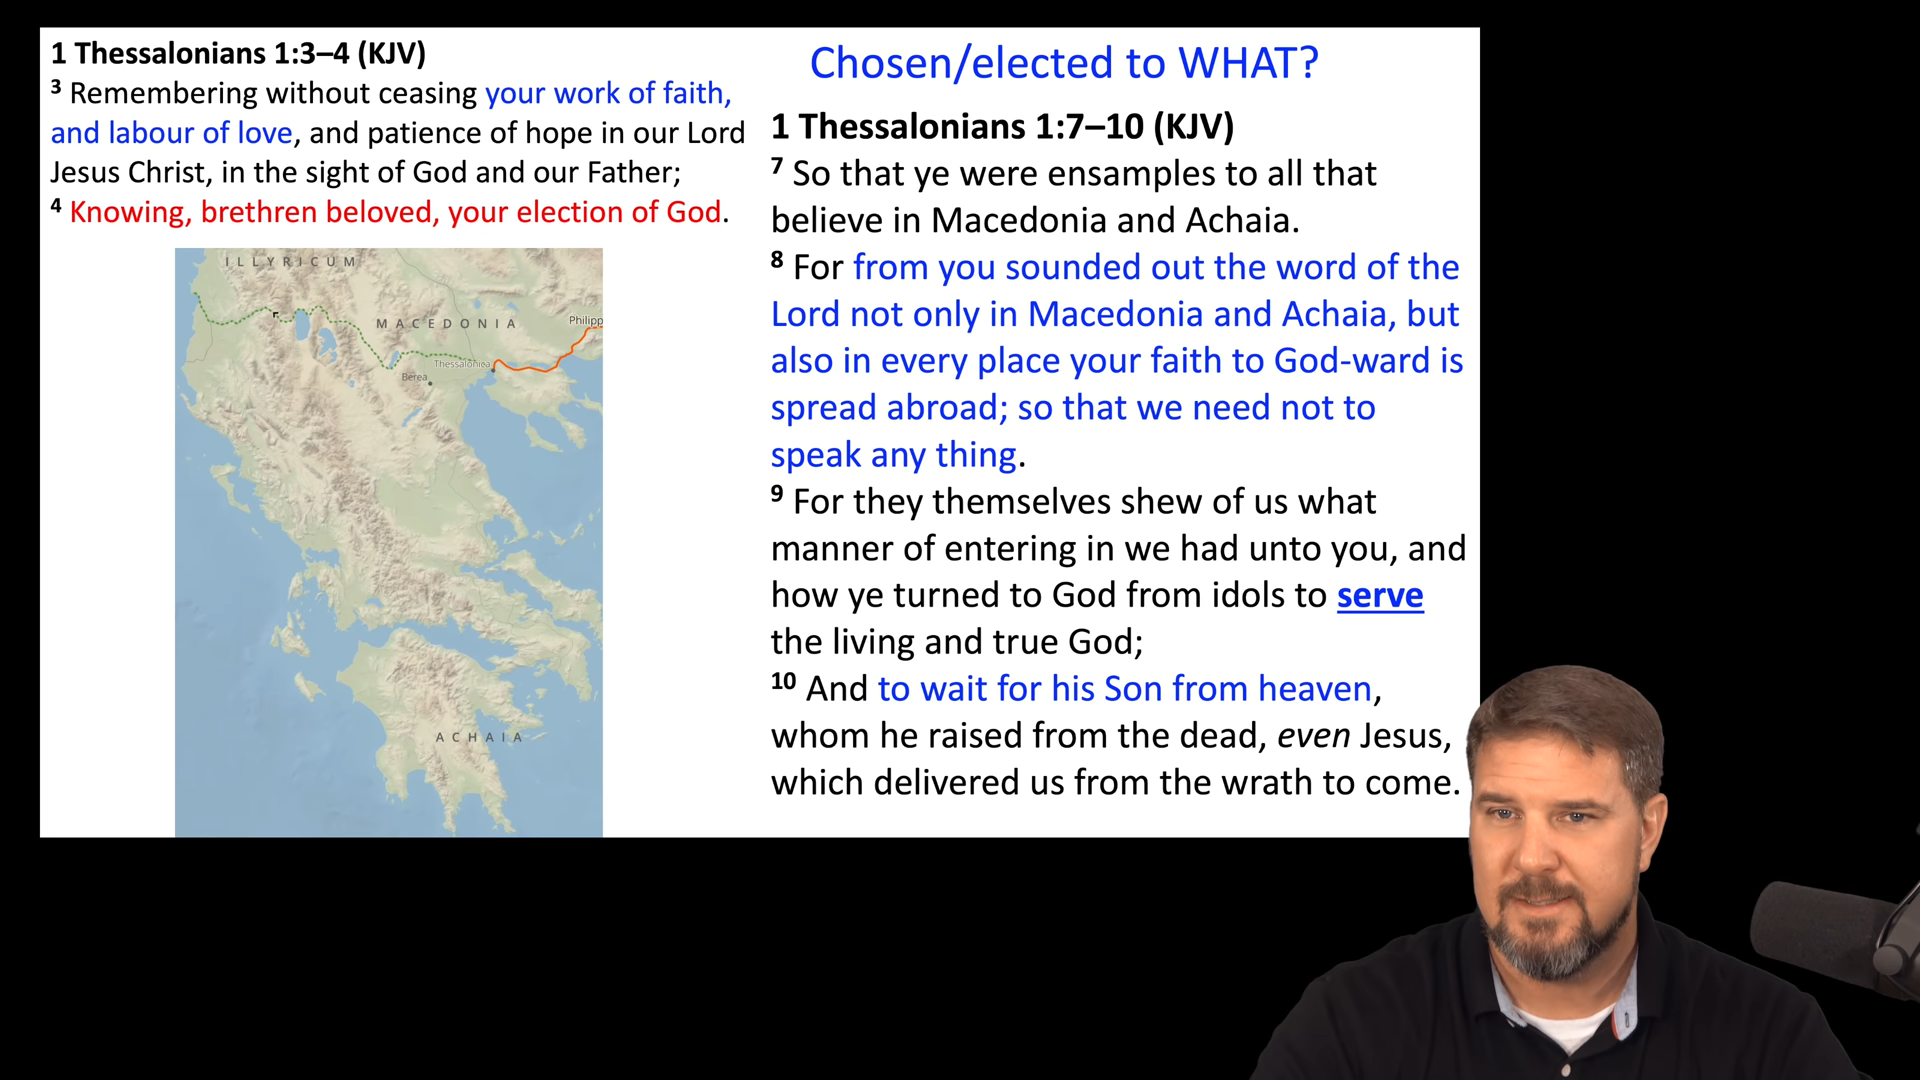 1 Thessalonians 1:3–4 (KJV)
3 Remembering without ceasing your work of faith,
and labour of love, and patience of hope in our Lord
Jesus Christ, in the sight of God and our Father;
4 Knowing, brethren beloved, your election of God.
ILLYRICUM
MACEDONIA
Philipp
Thessalonica
Berea
ACHAIA
Chosen/elected to WHAT?
1 Thessalonians 1:7–10 (KJV)
7 So that ye were ensamples to all that
believe in Macedonia and Achaia.
8 For from you sounded out the word of the
Lord not only in Macedonia and Achaia, but
also in every place your faith to God-ward is
spread abroad; so that we need not to
speak any thing.
9 For they themselves shew of us what
manner of entering in we had unto you, and
how ye turned to God from idols to serve
the living and true God;
10 And to wait for his Son from heaven,
whom he raised from the dead, even Jesus,
which delivered us from the wrath to come.